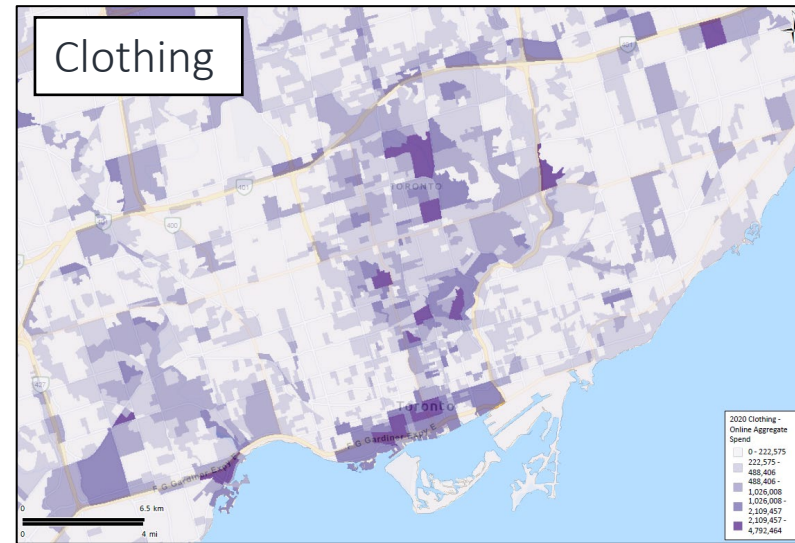 Clothing
401
401
400
427
TORONTO
Toronto
F G Gardiner Expy E
F G Gardiner Expy E
0
6.5 km
0
4 mi
2020 Clothing -
Online Aggregate
Spend
0 - 222,575
222,575 -
488,406
488,406 -
1,026,008
1,026,008 -
2,109,457
2,109,457 -
4,792,464